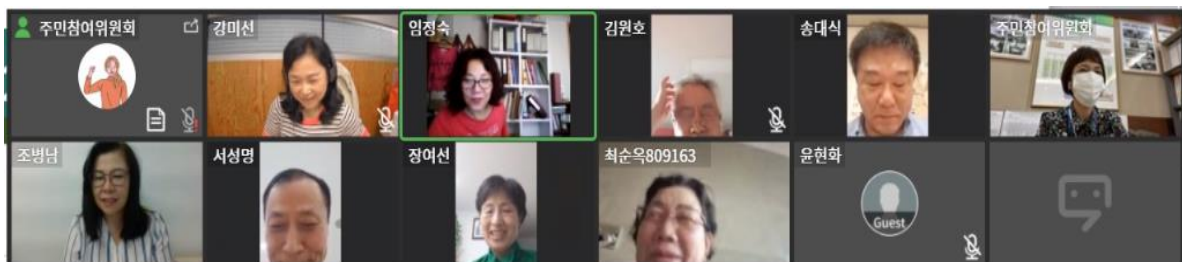 주민참여위원회
강미선
임정숙
김원호
송대식
주민참여위원회
조병남
서성명
장여선
최순옥809163
윤현화
Guest